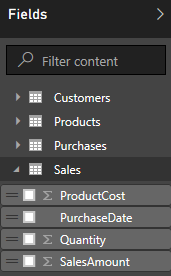 Fields
Filter content
Customers
Products
Purchases
Sales
Σ ProductCost
PurchaseDate
Σ Quantity
Σ SalesAmount